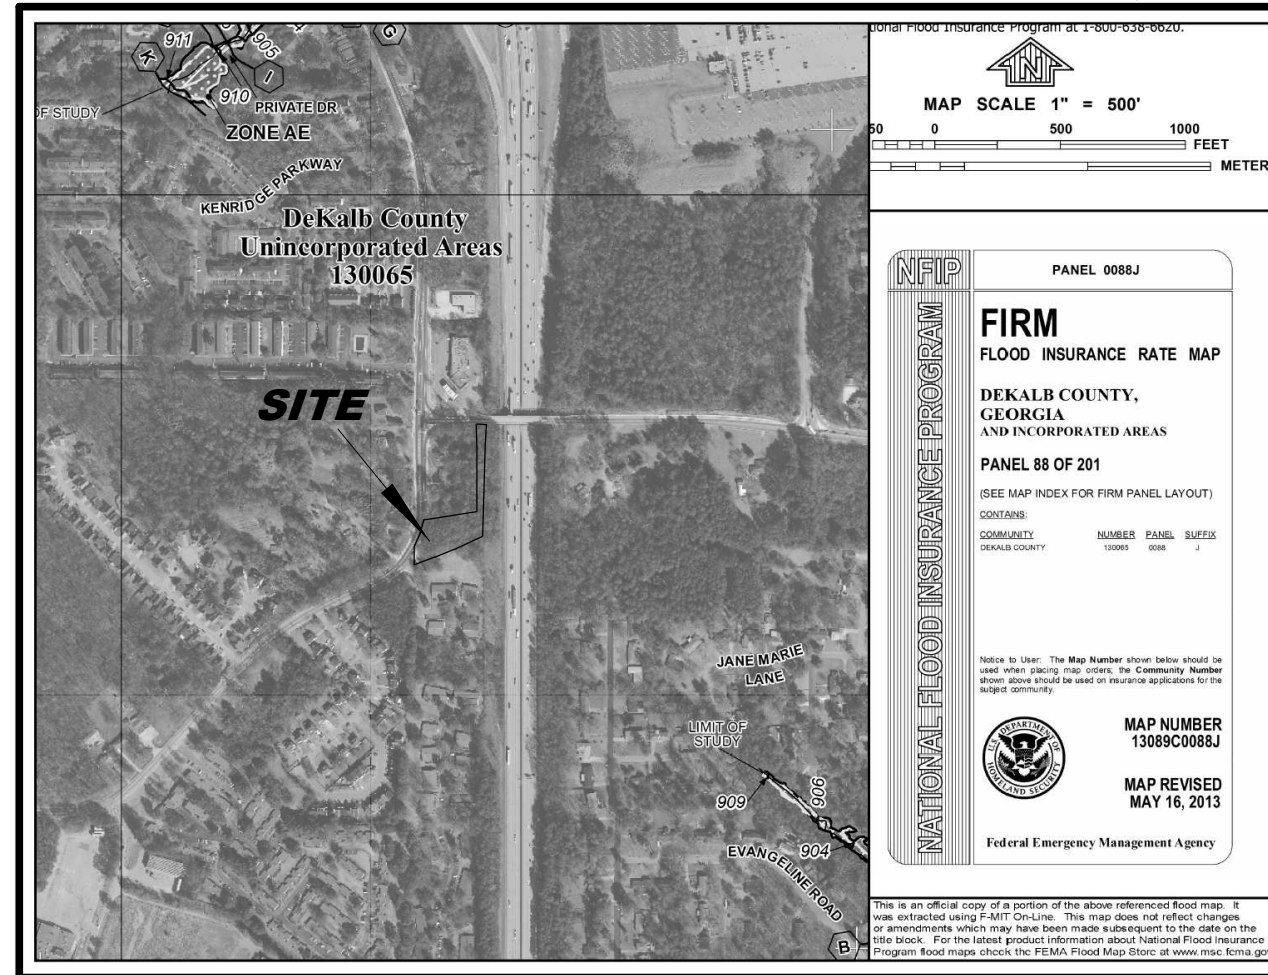 911
905
K
G
I
910
PRIVATE DR
OF STUDY
ZONE AE
KENRIDGE PARKWAY
DeKalb County
Unincorporated Areas
130065
SITE
JANE MARIE
LANE
LIMIT OF
STUDY
909
906
904
EVANGELINE ROAD
B
ional Flood Insurance Program at 1-800-638-6620.
N
MAP SCALE 1" = 500'
50 0 500 1000
FEET
METER
NFIP
NATIONAL FLOOD INSURANCE PROGRAM
PANEL 0088J
FIRM
FLOOD INSURANCE RATE MAP
DEKALB COUNTY,
GEORGIA
AND INCORPORATED AREAS
PANEL 88 OF 201
(SEE MAP INDEX FOR FIRM PANEL LAYOUT)
CONTAINS:
COMMUNITY NUMBER PANEL SUFFIX
DEKALB COUNTY 130065 0088 J
Notice to User: The Map Number shown below should be
used when placing map orders; the Community Number
shown above should be used on insurance applications for the
subject community.
U.S. DEPARTMENT OF HOMELAND SECURITY
MAP NUMBER
13089C0088J
MAP REVISED
MAY 16, 2013
Federal Emergency Management Agency
This is an official copy of a portion of the above referenced flood map. It
was extracted using F-MIT On-Line. This map does not reflect changes
or amendments which may have been made subsequent to the date on the
title block. For the latest product information about National Flood Insurance
Program flood maps check the FEMA Flood Map Store at www.msc.fema.gov